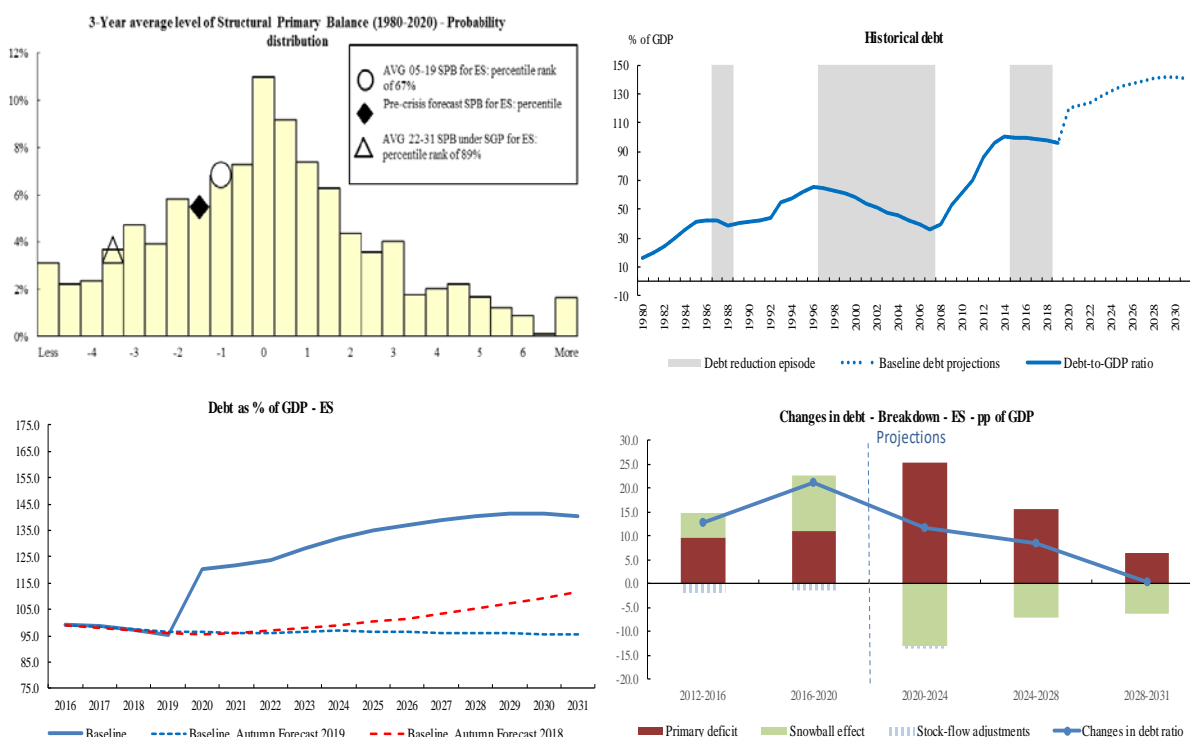 3-Year average level of Structural Primary Balance (1980-2020) - Probability
distribution
12%
10%
8%
6%
4%
2%
0%
AVG 05-19 SPB for ES: percentile rank
of 67%
Pre-crisis forecast SPB for ES: percentile
AVG 22-31 SPB under SGP for ES:
percentile rank of 89%
Less -4 -3 -2 -1 0 1 2 3 4 5 6 More
Historical debt
% of GDP
150
130
110
90
70
50
30
10
-10
1980 1982 1984 1986 1988 1990 1992 1994 1996 1998 2000 2002 2004 2006 2008 2010 2012 2014 2016 2018 2020 2022 2024 2026 2028 2030
Debt reduction episode Baseline debt projections Debt-to-GDP ratio
Debt as % of GDP - ES
175.0
165.0
155.0
145.0
135.0
125.0
115.0
105.0
95.0
85.0
75.0
2016 2017 2018 2019 2020 2021 2022 2023 2024 2025 2026 2027 2028 2029 2030 2031
Baseline Baseline, Autumn Forecast 2019 Baseline, Autumn Forecast 2018
Changes in debt - Breakdown - ES - pp of GDP
Projections
30.0
25.0
20.0
15.0
10.0
5.0
0.0
-5.0
-10.0
-15.0
-20.0
2012-2016 2016-2020 2020-2024 2024-2028 2028-2031
Primary deficit Snowball effect Stock-flow adjustments Changes in debt ratio